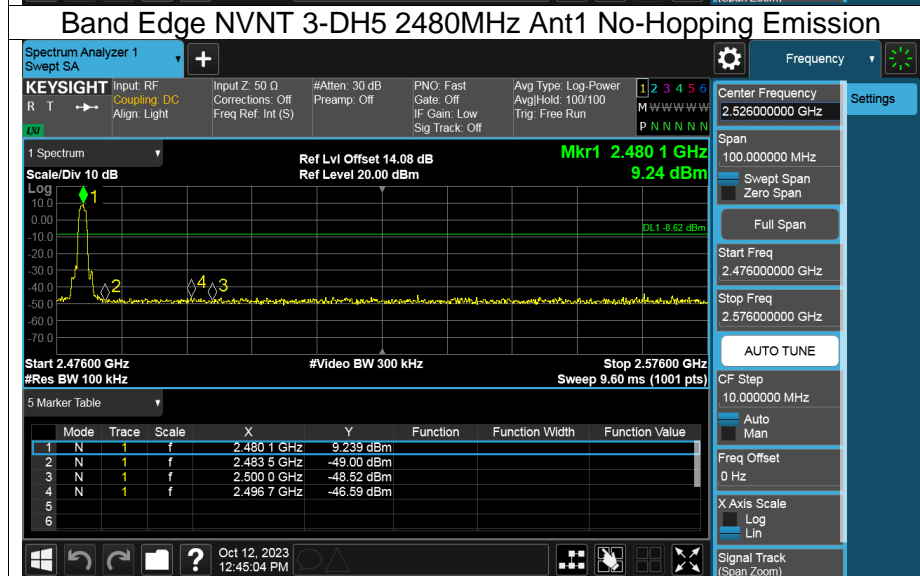 (Span Zoom)
Band Edge NVNT 3-DH5 2480MHz Ant1 No-Hopping Emission
Spectrum Analyzer 1
Swept SA
Frequency
KEYSIGHT
R T
LXI
Input: RF
Coupling: DC
Align: Light
Input Z: 50 Ω
Corrections: Off
Freq Ref: Int (S)
#Atten: 30 dB
Preamp: Off
PNO: Fast
Gate: Off
IF Gain: Low
Sig Track: Off
Avg Type: Log-Power
Avg|Hold: 100/100
Trig: Free Run
1 2 3 4 5 6
M W W W W W
P N N N N N
1 Spectrum
Scale/Div 10 dB
Ref Lvl Offset 14.08 dB
Ref Level 20.00 dBm
Mkr1 2.480 1 GHz
9.24 dBm
Log
10.0
0.00
-10.0
-20.0
-30.0
-40.0
-50.0
-60.0
-70.0
1
2
4
3
DL1 -8.62 dBm
Start 2.47600 GHz
#Video BW 300 kHz
Stop 2.57600 GHz
#Res BW 100 kHz
Sweep 9.60 ms (1001 pts)
5 Marker Table
Mode Trace Scale X Y Function Function Width Function Value
1 N 1 f 2.480 1 GHz 9.239 dBm
2 N 1 f 2.483 5 GHz -49.00 dBm
3 N 1 f 2.500 0 GHz -48.52 dBm
4 N 1 f 2.496 7 GHz -46.59 dBm
5
6
?
Oct 12, 2023
12:45:04 PM
Center Frequency
2.526000000 GHz
Settings
Span
100.000000 MHz
Swept Span
Zero Span
Full Span
Start Freq
2.476000000 GHz
Stop Freq
2.576000000 GHz
AUTO TUNE
CF Step
10.000000 MHz
Auto
Man
Freq Offset
0 Hz
X Axis Scale
Log
Lin
Signal Track
(Span Zoom)